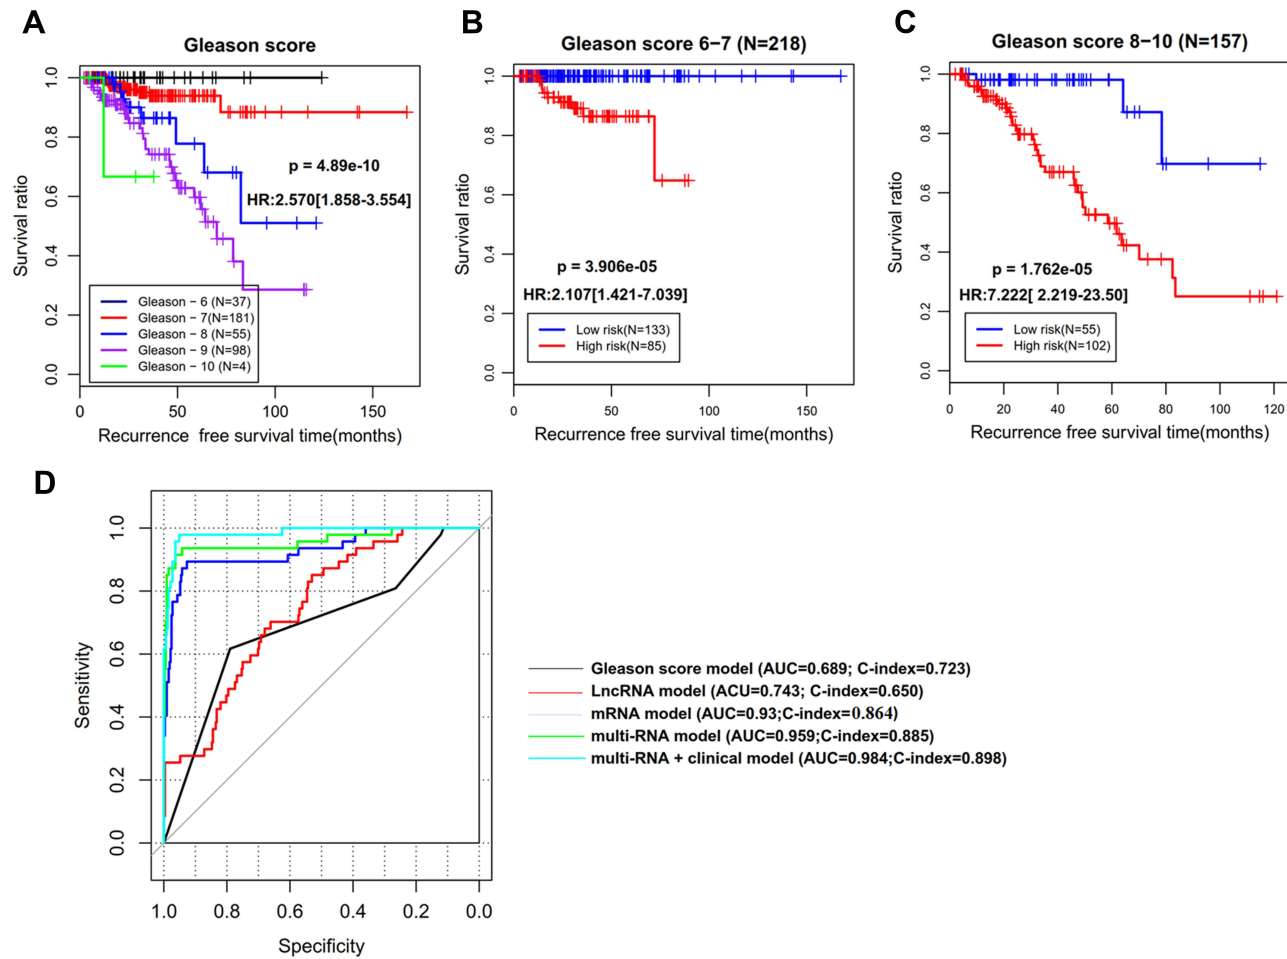 A
Gleason score
1.0
0.8
0.6
0.4
0.2
0.0
Survival ratio
p = 4.89e-10
HR:2.570[1.858-3.554]
Gleason − 6 (N=37)
Gleason − 7(N=181)
Gleason − 8 (N=55)
Gleason − 9 (N=98)
Gleason − 10 (N=4)
0 50 100 150
Recurrence free survival time(months)
B
Gleason score 6−7 (N=218)
1.0
0.8
0.6
0.4
0.2
0.0
Survival ratio
p = 3.906e-05
HR:2.107[1.421-7.039]
Low risk(N=133)
High risk(N=85)
0 50 100 150
Recurrence free survival time(months)
C
Gleason score 8−10 (N=157)
1.0
0.8
0.6
0.4
0.2
0.0
Survival ratio
p = 1.762e-05
HR:7.222[ 2.219-23.50]
Low risk(N=55)
High risk(N=102)
0 20 40 60 80 100 120
Recurrence free survival time(months)
D
1.0
0.8
0.6
0.4
0.2
0.0
Sensitivity
1.0 0.8 0.6 0.4 0.2 0.0
Specificity
Gleason score model (AUC=0.689; C-index=0.723)
LncRNA model (ACU=0.743; C-index=0.650)
mRNA model (AUC=0.93;C-index=0.864)
multi-RNA model (AUC=0.959;C-index=0.885)
multi-RNA + clinical model (AUC=0.984;C-index=0.898)